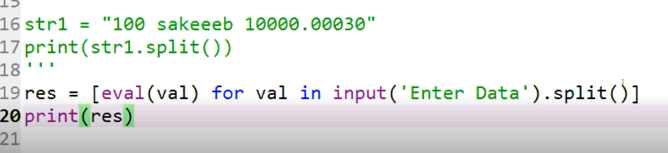 16 str1 = "100 sakeeeb 10000.00030"
17 print(str1.split())
18 '''
19 res = [eval(val) for val in input('Enter Data').split()]
20 print(res)
21